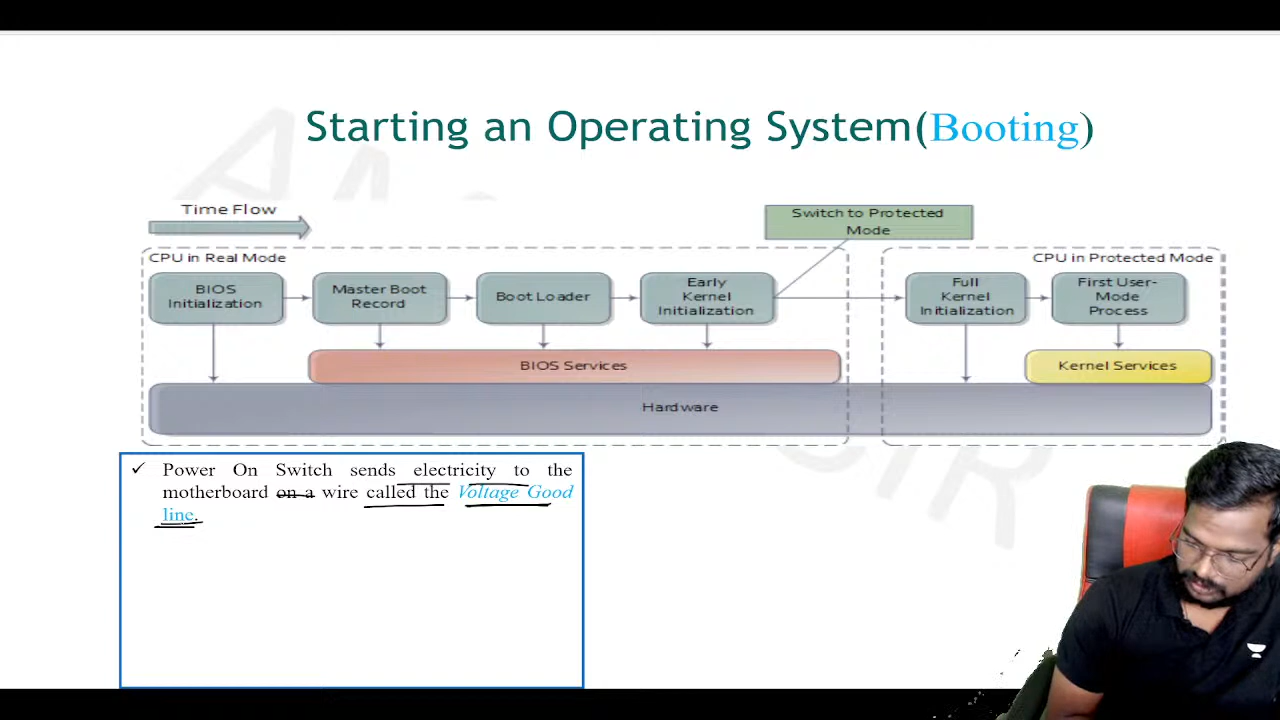 Starting an Operating System(Booting)
Time Flow
Switch to Protected
Mode
CPU in Real Mode
CPU in Protected Mode
BIOS
Initialization
Master Boot
Record
Boot Loader
Early
Kernel
Initialization
Full
Kernel
Initialization
First User-
Mode
Process
BIOS Services
Kernel Services
Hardware
✓ Power On Switch sends electricity to the
motherboard on a wire called the Voltage Good
line.